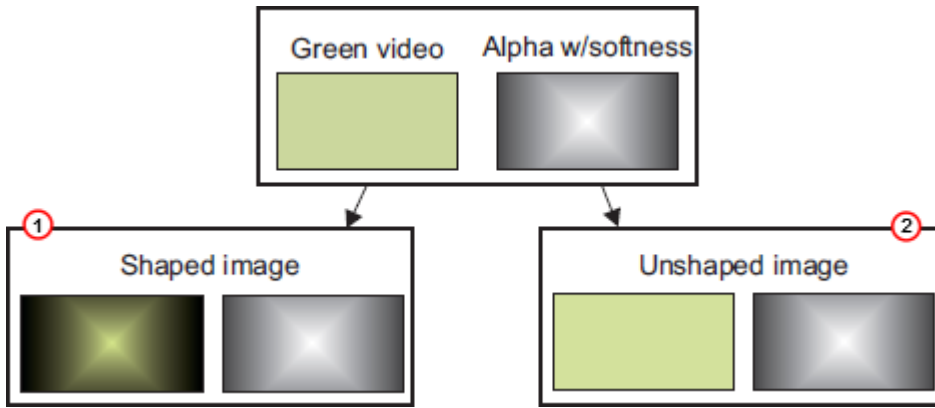 Green video
Alpha w/softness
1
Shaped image
2
Unshaped image